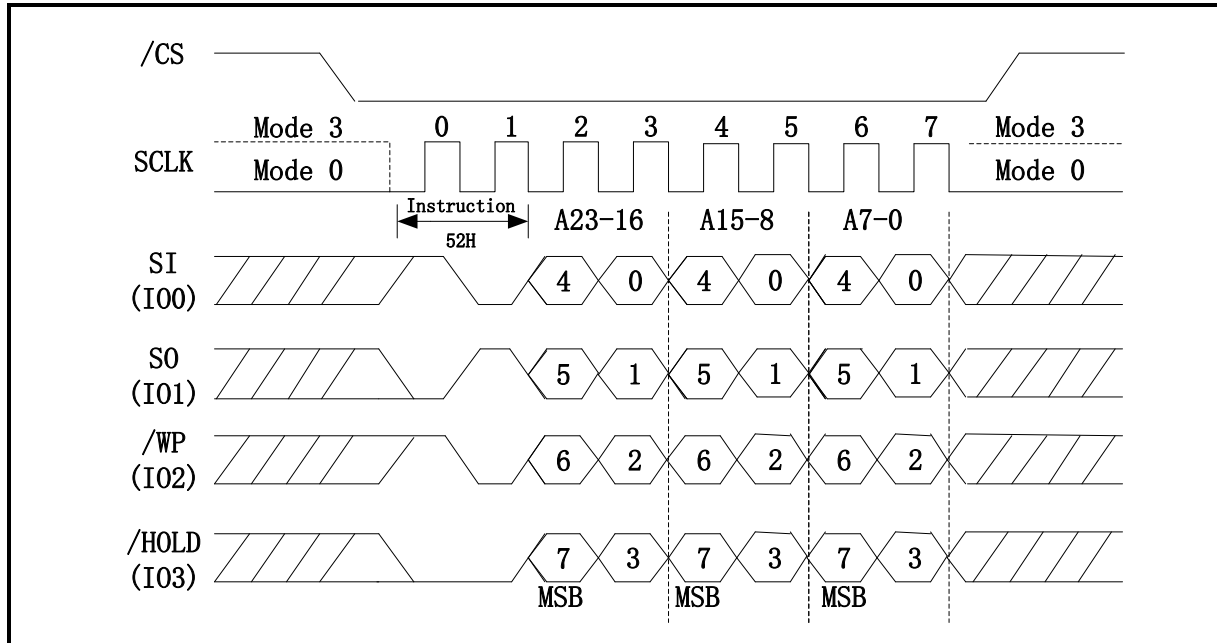 /CS
Mode 3 0 1 2 3 4 5 6 7 Mode 3
SCLK
Mode 0 Mode 0
Instruction
52H
A23-16 A15-8 A7-0
SI
(IO0)
4 0 4 0 4 0
SO
(IO1)
5 1 5 1 5 1
/WP
(IO2)
6 2 6 2 6 2
/HOLD
(IO3)
7 3 7 3 7 3
MSB MSB MSB